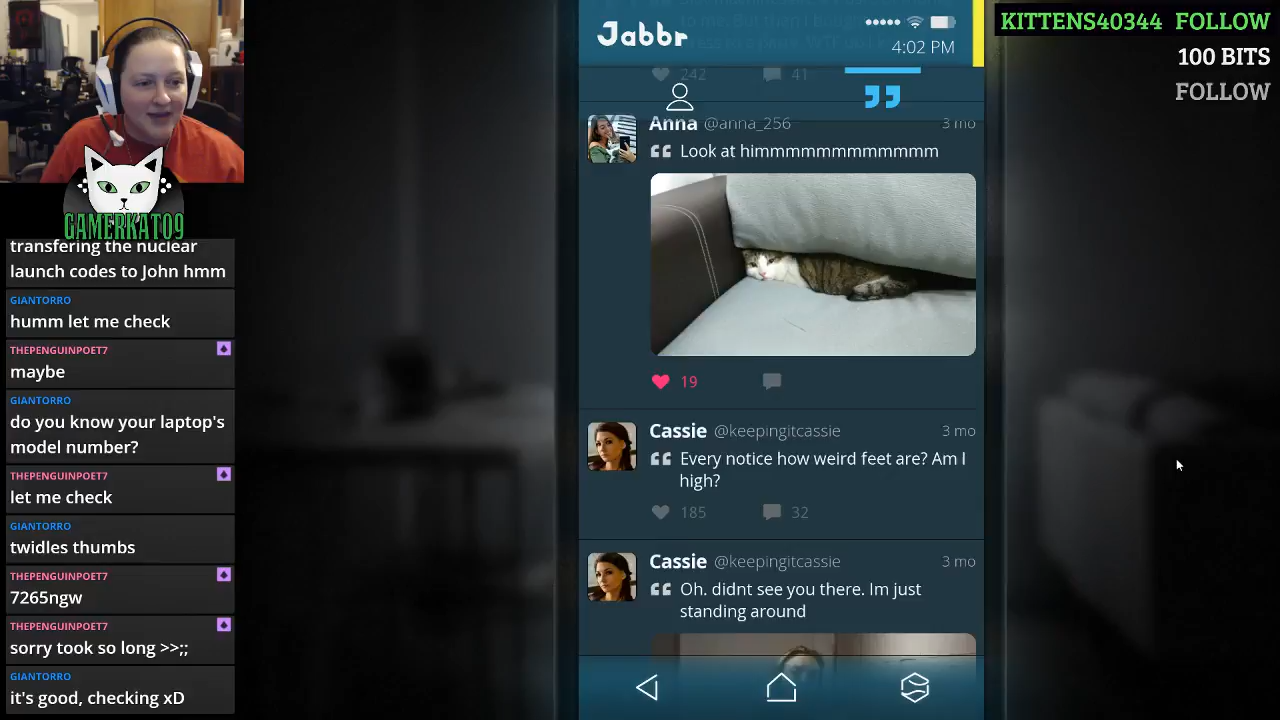 KITTENS40344 FOLLOW
100 BITS
FOLLOW
GAMERKAT09
transfering the nuclear
launch codes to John hmm
GIANTORRO
humm let me check
THEPENGUINPOET7
maybe
GIANTORRO
do you know your laptop's
model number?
THEPENGUINPOET7
let me check
GIANTORRO
twidles thumbs
THEPENGUINPOET7
7265ngw
THEPENGUINPOET7
sorry took so long >>;;
GIANTORRO
it's good, checking xD
Jabbr
4:02 PM
242 41
Anna @anna_256 3 mo
Look at himmmmmmmmmmmm
19
Cassie @keepingitcassie 3 mo
Every notice how weird feet are? Am I
high?
185 32
Cassie @keepingitcassie 3 mo
Oh. didnt see you there. Im just
standing around